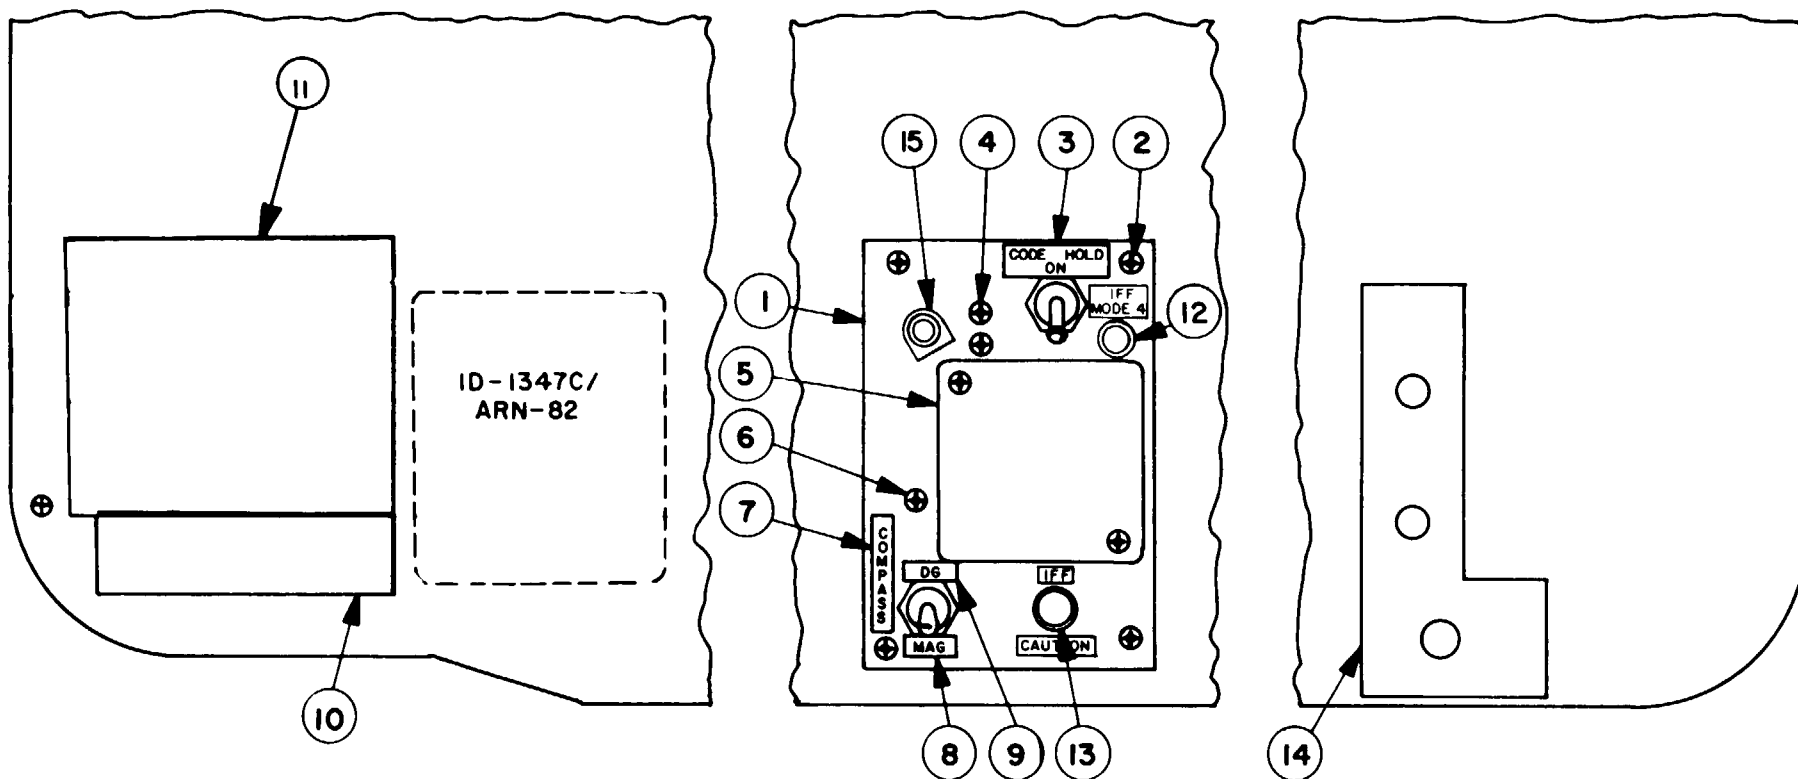 11
15
4
3
2
CODE HOLD
ON
1
IFF
MODE 4
12
ID-1347C/
ARN-82
5
6
7
COMPASS
DG
IFF
MAG
CAUTION
10
8
9
13
14